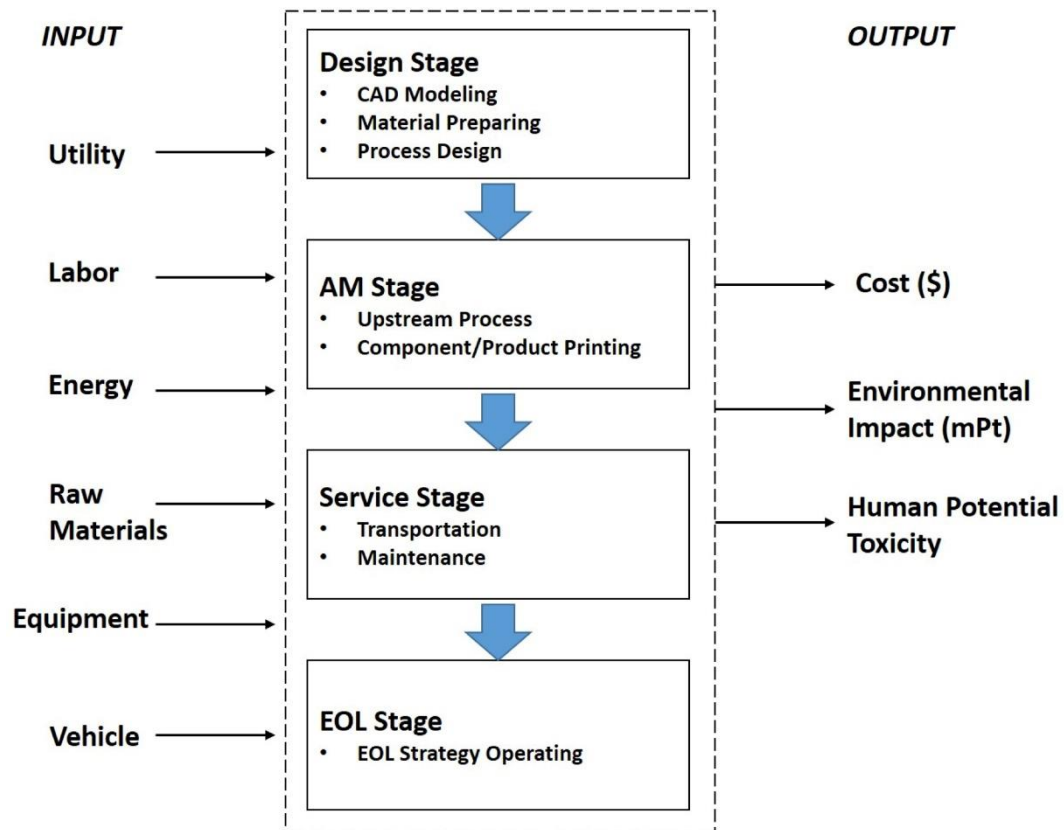 INPUT
Utility
Labor
Energy
Raw
Materials
Equipment
Vehicle
Design Stage
• CAD Modeling
• Material Preparing
• Process Design
AM Stage
• Upstream Process
• Component/Product Printing
Service Stage
• Transportation
• Maintenance
EOL Stage
• EOL Strategy Operating
OUTPUT
Cost ($)
Environmental
Impact (mPt)
Human Potential
Toxicity